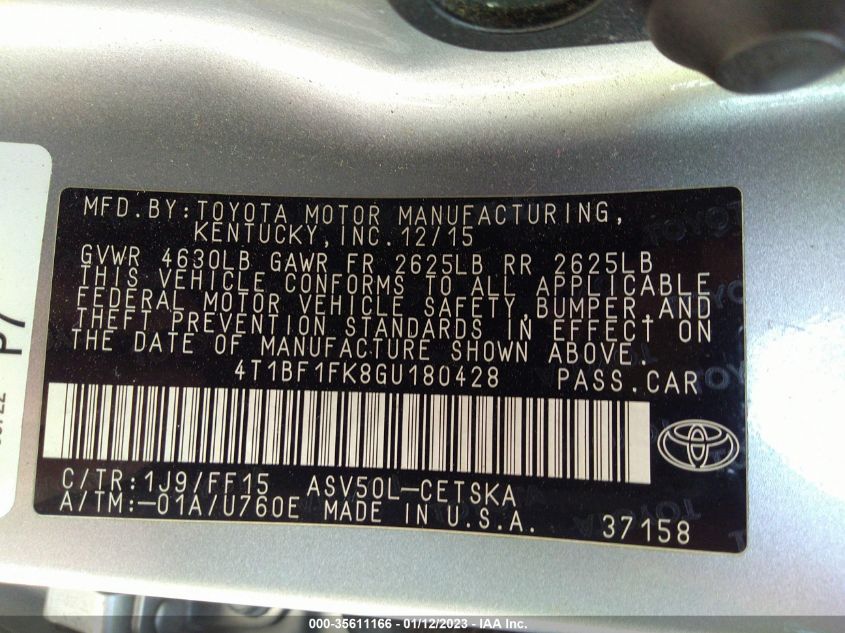 MFD.BY:TOYOTA MOTOR MANUFACTURING,
KENTUCKY,INC.12/15
GVWR 4630LB GAWR FR 2625LB RR 2625LB
THIS VEHICLE CONFORMS TO ALL APPLICABLE
FEDERAL MOTOR VEHICLE SAFETY,BUMPER,AND
THEFT PREVENTION STANDARDS IN EFFECT ON
THE DATE OF MANUFACTURE SHOWN ABOVE.
4T1BF1FK8GU180428 PASS.CAR
C/TR:1J9/FF15 ASV50L-CETSKA
A/TM:-01A/U760E MADE IN U.S.A. 37158
P7
000-35611166 - 01/12/2023 - IAA Inc.